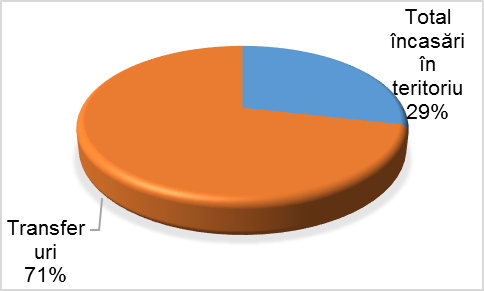 Total
încasări
în
teritoriu
29%
Transfer
uri
71%